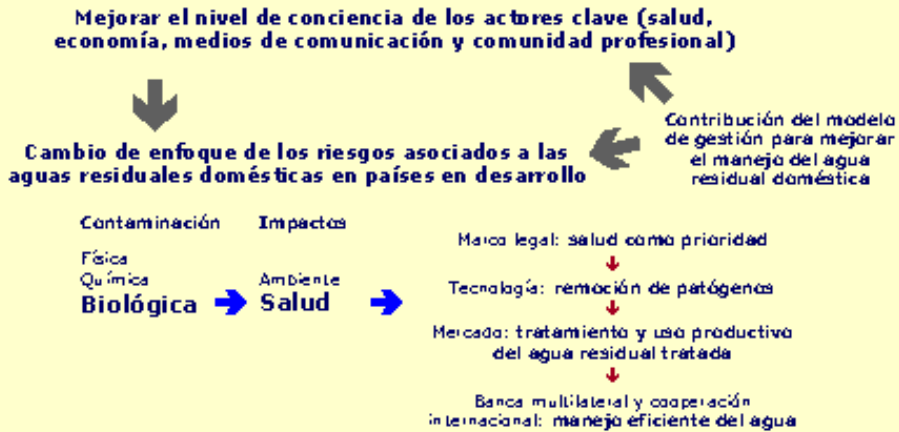 Mejorar el nivel de conciencia de los actores clave (salud,
economía, medios de comunicación y comunidad profesional)
Contribución del modelo
de gestión para mejorar
el manejo del agua
residual doméstica
Cambio de enfoque de los riesgos asociados a las
aguas residuales domésticas en países en desarrollo
Contaminación
Física
Química
Biológica
Impactos
Ambiente
Salud
Marco legal: salud como prioridad
Tecnología: remoción de patógenos
Mercado: tratamiento y uso productivo
del agua residual tratada
Banca multilateral y cooperación
internacional: manejo eficiente del agua